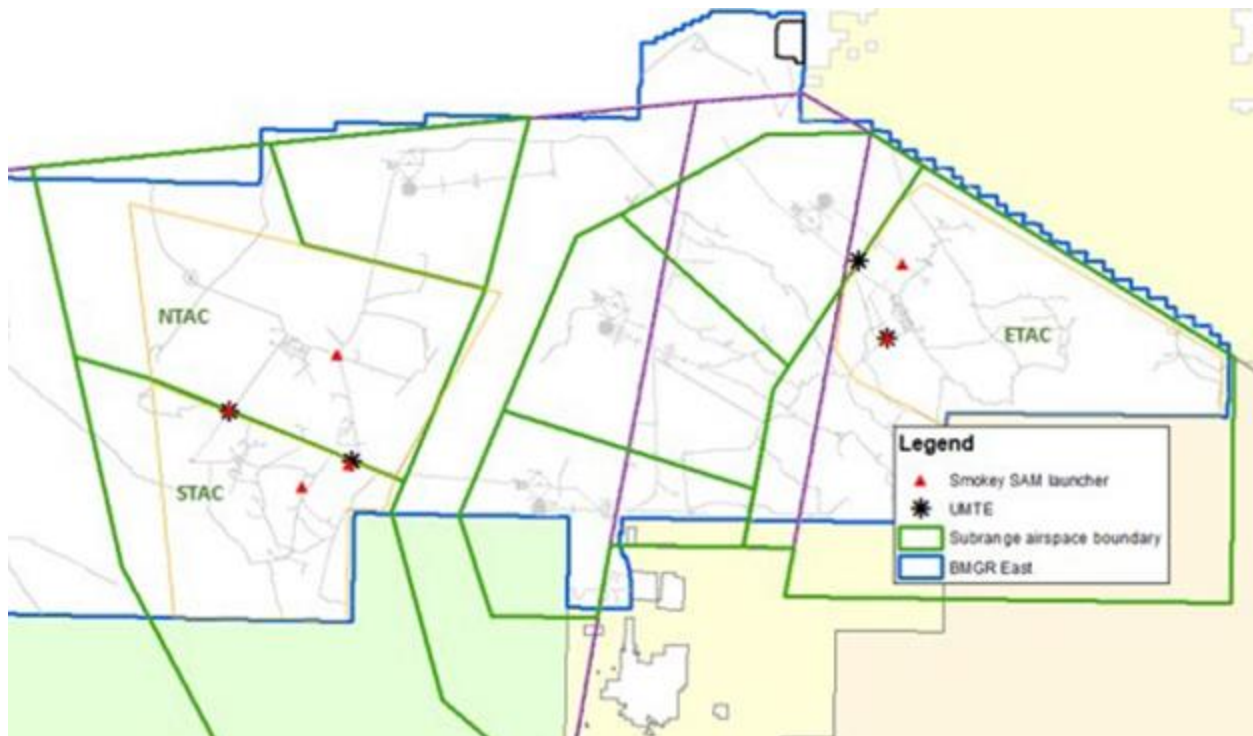 NTAC
ETAC
STAC
Legend
Smokey SAM launcher
UMTE
Subrange airspace boundary
BMGR East